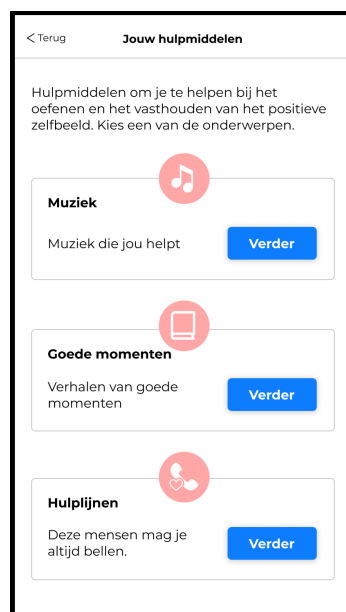 < Terug Jouw hulpmiddelen
Hulpmiddelen om je te helpen bij het
oefenen en het vasthouden van het positieve
zelfbeeld. Kies een van de onderwerpen.
Muziek
Muziek die jou helpt
Verder
Goede momenten
Verhalen van goede
momenten
Verder
Hulplijnen
Deze mensen mag je
altijd bellen.
Verder